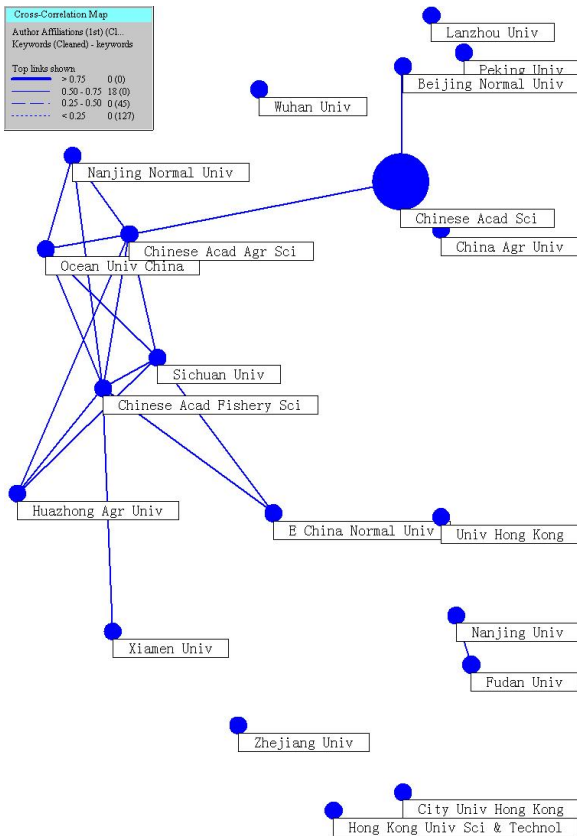 Cross-Correlation Map
Author Affiliations (1st) (Cl...
Keywords (Cleaned) - keywords
Top links shown
> 0.75 0 (0)
0.50 - 0.75 18 (0)
0.25 - 0.50 0 (45)
< 0.25 0 (127)
Lanzhou Univ
Peking Univ
Beijing Normal Univ
Wuhan Univ
Nanjing Normal Univ
Chinese Acad Sci
China Agr Univ
Chinese Acad Agr Sci
Ocean Univ China
Sichuan Univ
Chinese Acad Fishery Sci
Huazhong Agr Univ
E China Normal Univ
Univ Hong Kong
Nanjing Univ
Xiamen Univ
Fudan Univ
Zhejiang Univ
City Univ Hong Kong
Hong Kong Univ Sci & Technol